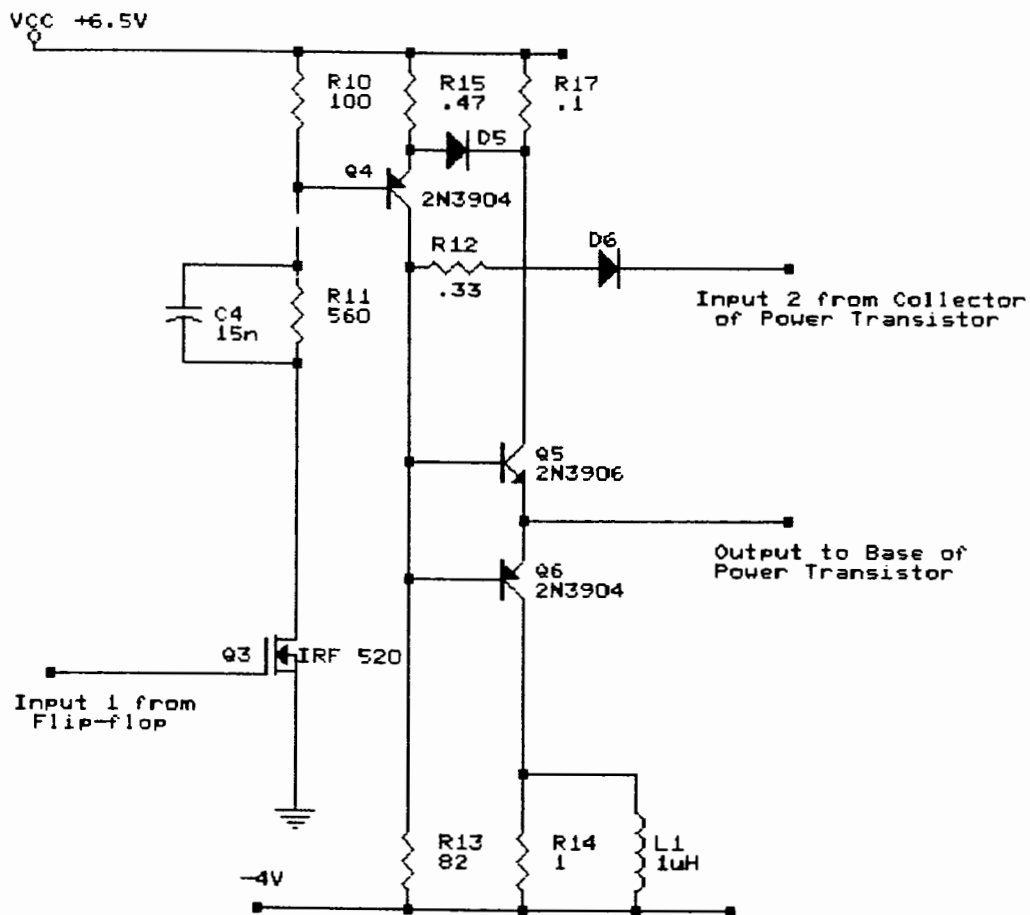 VCC +6.5V
R10
100
R15
.47
R17
.1
D5
Q4
2N3904
R12
.33
D6
Input 2 from Collector
of Power Transistor
C4
15n
R11
560
Q5
2N3906
Output to Base of
Power Transistor
Q6
2N3904
Q3
IRF 520
Input 1 from
Flip-flop
R13
82
R14
1
L1
1uH
-4V